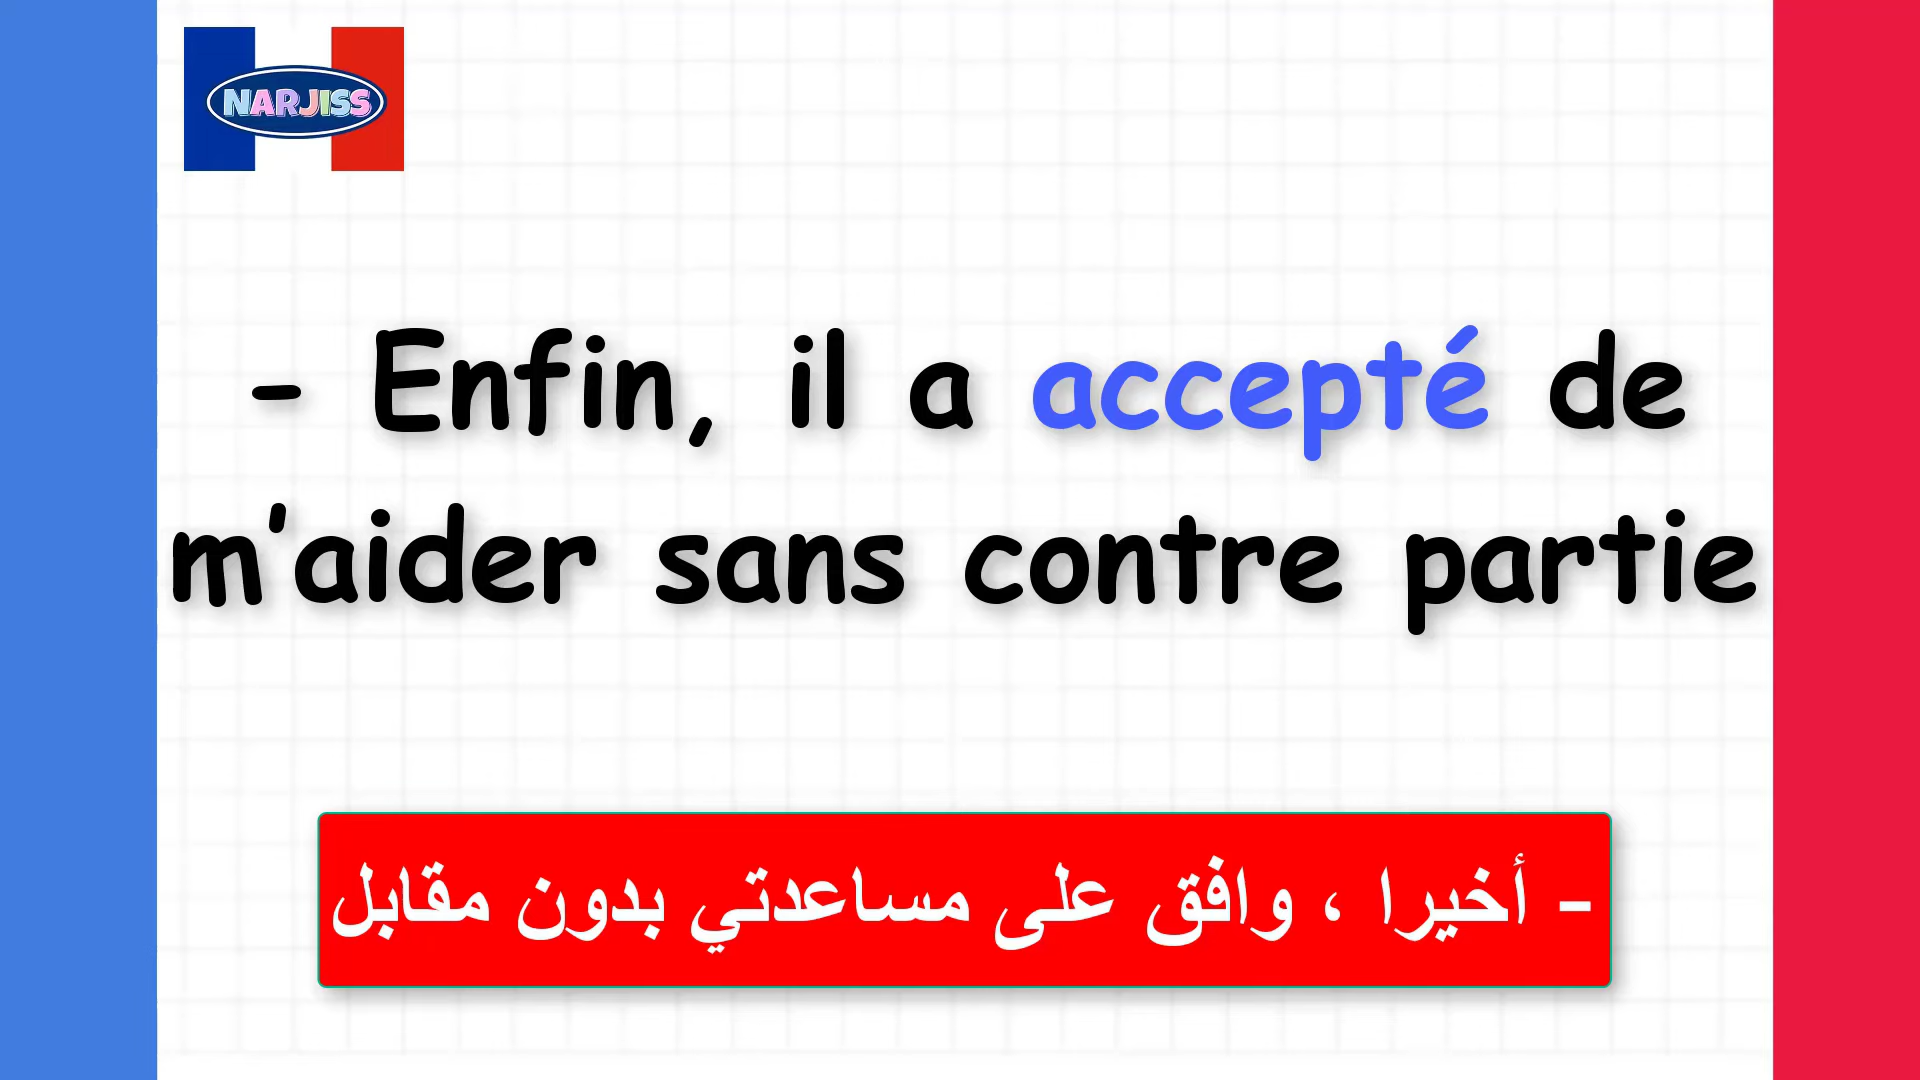 NARJISS
- Enfin, il a accepté de
m'aider sans contre partie
- أخيرا ، وافق على مساعدتي بدون مقابل